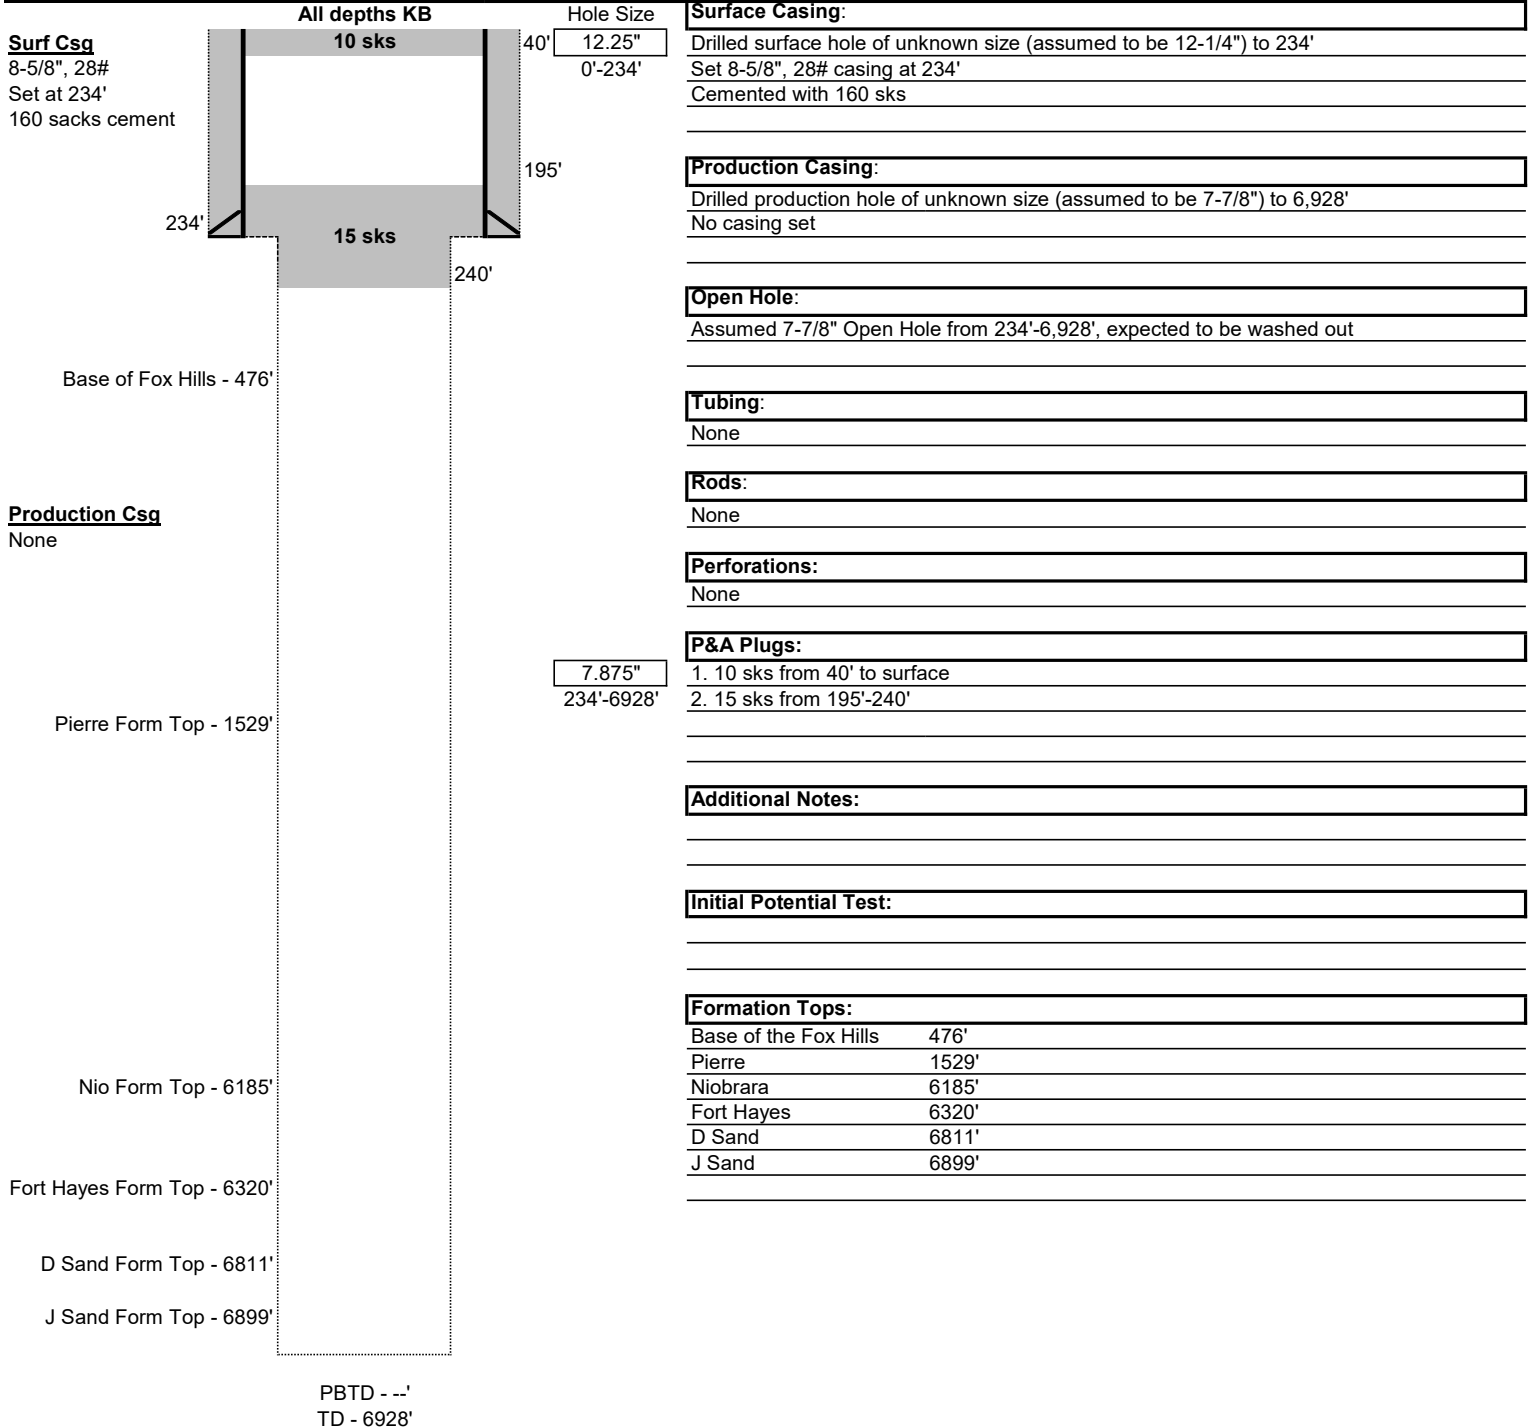 All depths KB
Hole Size
Surf Csg
8-5/8", 28#
Set at 234'
160 sacks cement
10 sks
40'
12.25"
0'-234'
195'
234'
15 sks
240'
Base of Fox Hills - 476'
Production Csg
None
7.875"
234'-6928'
Pierre Form Top - 1529'
Nio Form Top - 6185'
Fort Hayes Form Top - 6320'
D Sand Form Top - 6811'
J Sand Form Top - 6899'
PBTD - --'
TD - 6928'
Surface Casing:
Drilled surface hole of unknown size (assumed to be 12-1/4") to 234'
Set 8-5/8", 28# casing at 234'
Cemented with 160 sks
Production Casing:
Drilled production hole of unknown size (assumed to be 7-7/8") to 6,928'
No casing set
Open Hole:
Assumed 7-7/8" Open Hole from 234'-6,928', expected to be washed out
Tubing:
None
Rods:
None
Perforations:
None
P&A Plugs:
1. 10 sks from 40' to surface
2. 15 sks from 195'-240'
Additional Notes:
Initial Potential Test:
Formation Tops:
Base of the Fox Hills 476'
Pierre 1529'
Niobrara 6185'
Fort Hayes 6320'
D Sand 6811'
J Sand 6899'